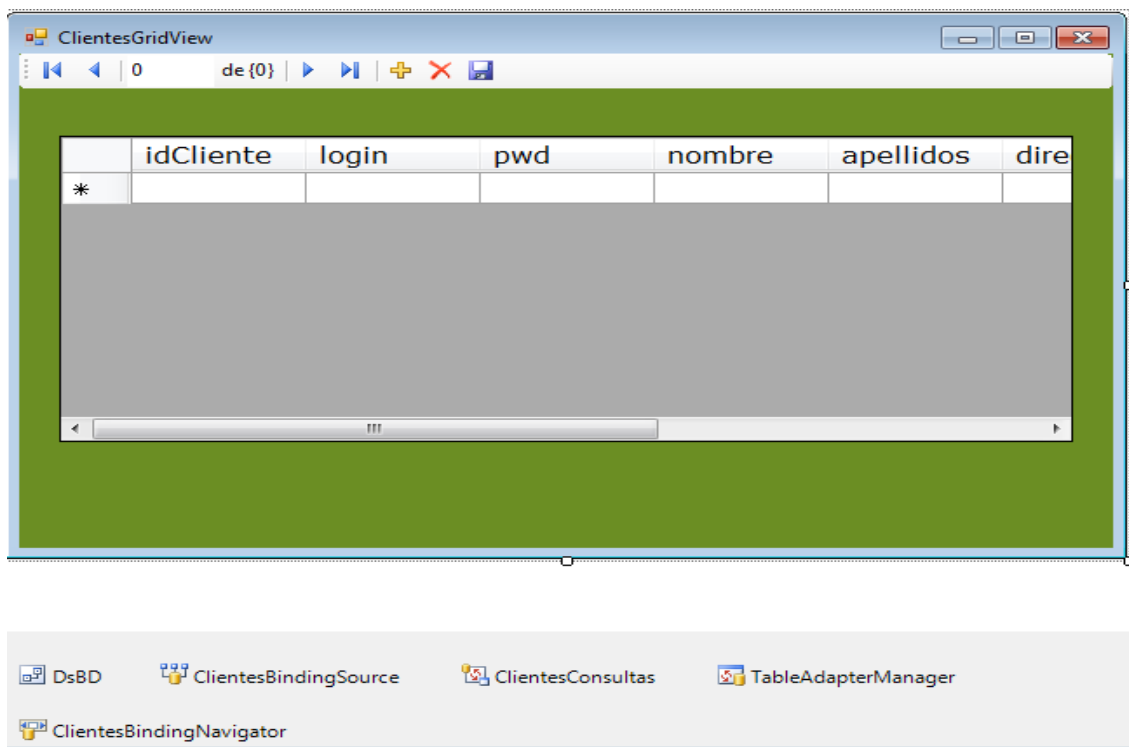 ClientesGridView
0 de {0}
idCliente login pwd nombre apellidos dire
*
DsBD ClientesBindingSource ClientesConsultas TableAdapterManager
ClientesBindingNavigator